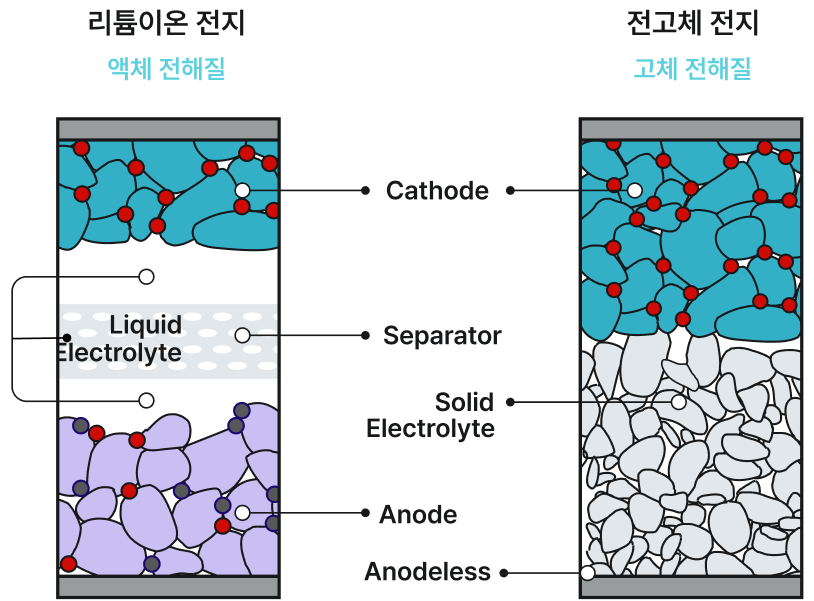 리튬이온 전지
액체 전해질
전고체 전지
고체 전해질
Cathode
Liquid
Electrolyte
Separator
Solid
Electrolyte
Anode
Anodeless